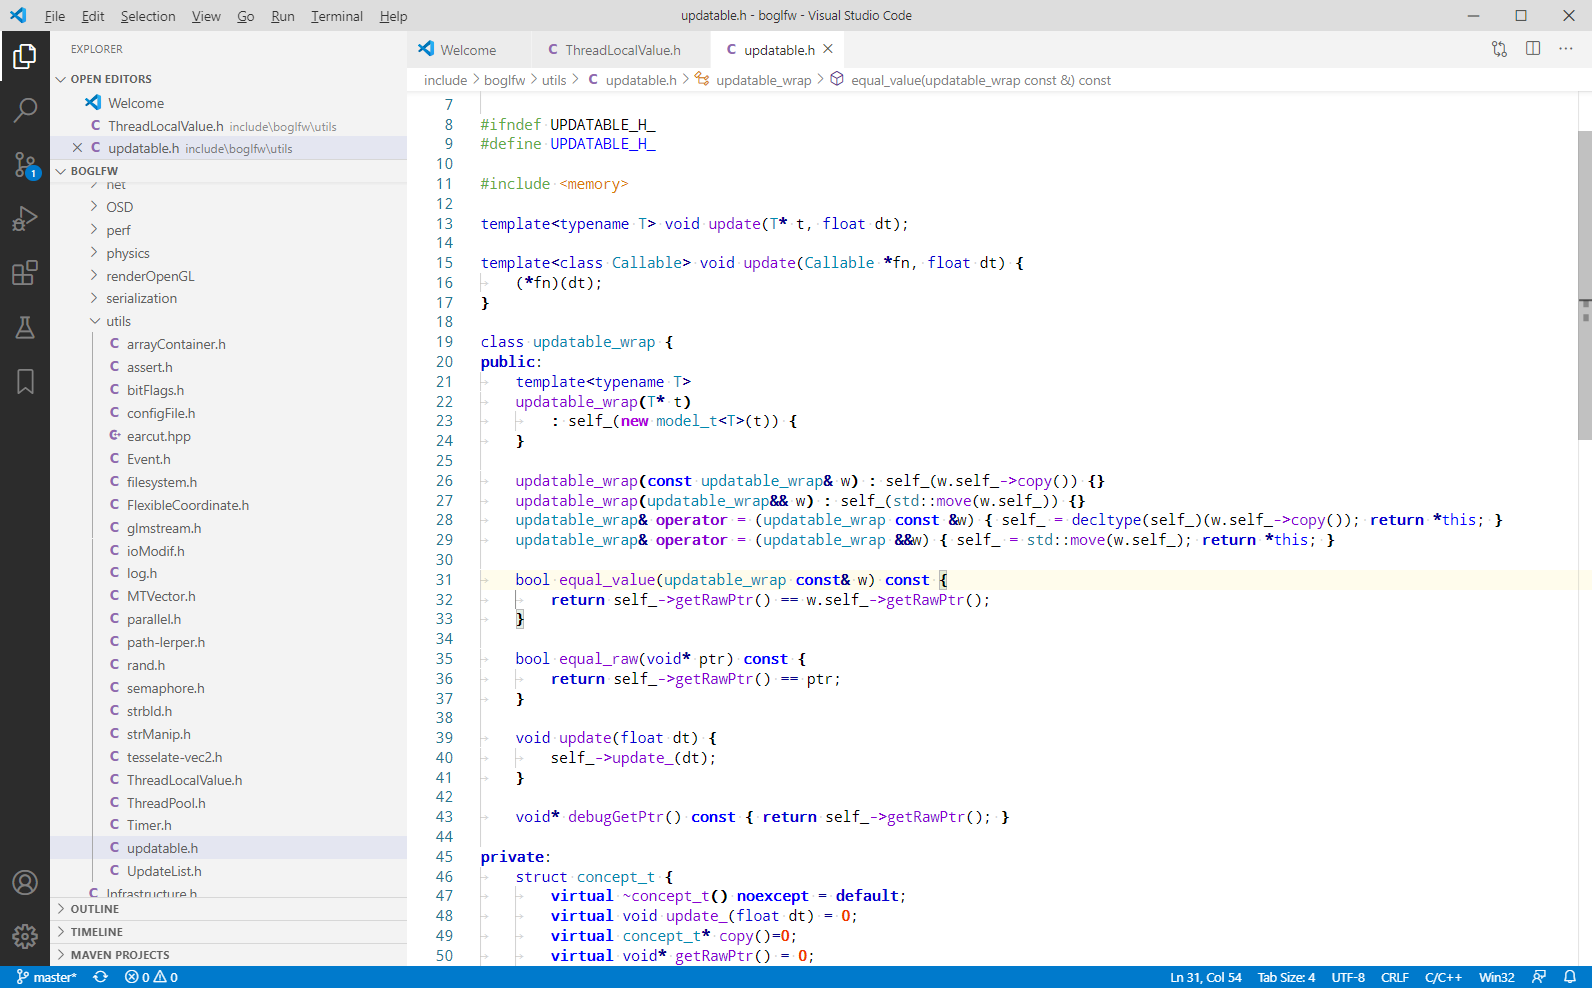 File Edit Selection View Go Run Terminal Help
updatable.h - boglfw - Visual Studio Code
EXPLORER
OPEN EDITORS
Welcome
ThreadLocalValue.h include\boglfw\utils
updatable.h include\boglfw\utils
BOGLFW
net
OSD
perf
physics
renderOpenGL
serialization
utils
C arrayContainer.h
C assert.h
C bitFlags.h
C configFile.h
earcut.hpp
C Event.h
C filesystem.h
C FlexibleCoordinate.h
C glmstream.h
C ioModif.h
C log.h
C MTVector.h
C parallel.h
C path-lerper.h
C rand.h
C semaphore.h
C strbld.h
C strManip.h
C tesselate-vec2.h
C ThreadLocalValue.h
C ThreadPool.h
C Timer.h
C updatable.h
C UpdateList.h
C Infrastructure.h
OUTLINE
TIMELINE
MAVEN PROJECTS
1
Welcome
C ThreadLocalValue.h
C updatable.h
include > boglfw > utils > C updatable.h > updatable_wrap > equal_value(updatable_wrap const &) const
7
8 #ifndef UPDATABLE_H_
9 #define UPDATABLE_H_
10
11 #include <memory>
12
13 template<typename T> void update(T* t, float dt);
14
15 template<class Callable> void update(Callable *fn, float dt) {
16 (*fn)(dt);
17 }
18
19 class updatable_wrap {
20 public:
21 template<typename T>
22 updatable_wrap(T* t)
23 : self_(new model_t<T>(t)) {
24 }
25
26 updatable_wrap(const updatable_wrap& w) : self_(w.self_->copy()) {}
27 updatable_wrap(updatable_wrap&& w) : self_(std::move(w.self_)) {}
28 updatable_wrap& operator = (updatable_wrap const &w) { self_ = decltype(self_)(w.self_->copy()); return *this; }
29 updatable_wrap& operator = (updatable_wrap &&w) { self_ = std::move(w.self_); return *this; }
30
31 bool equal_value(updatable_wrap const& w) const {
32 return self_->getRawPtr() == w.self_->getRawPtr();
33 }
34
35 bool equal_raw(void* ptr) const {
36 return self_->getRawPtr() == ptr;
37 }
38
39 void update(float dt) {
40 self_->update_(dt);
41 }
42
43 void* debugGetPtr() const { return self_->getRawPtr(); }
44
45 private:
46 struct concept_t {
47 virtual ~concept_t() noexcept = default;
48 virtual void update_(float dt) = 0;
49 virtual concept_t* copy()=0;
50 virtual void* getRawPtr() = 0;
master* 0 0
Ln 31, Col 54 Tab Size: 4 UTF-8 CRLF C/C++ Win32